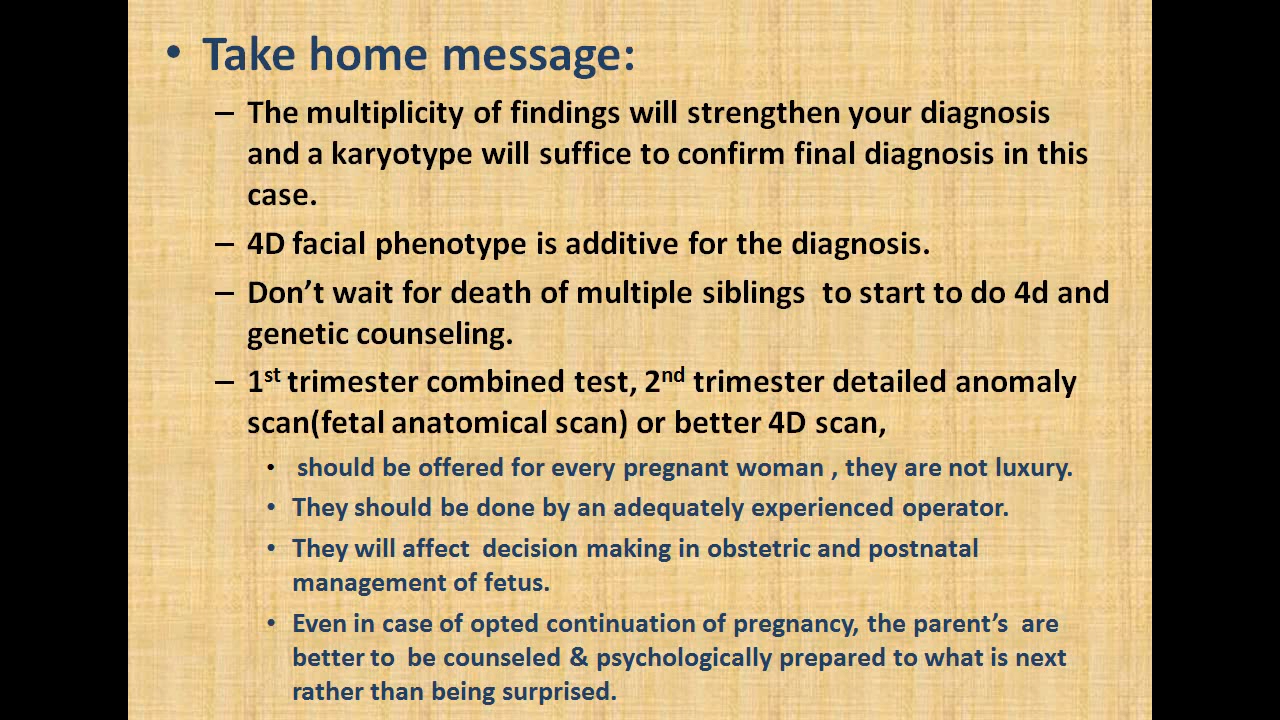 • Take home message:
– The multiplicity of findings will strengthen your diagnosis
and a karyotype will suffice to confirm final diagnosis in this
case.
– 4D facial phenotype is additive for the diagnosis.
– Don’t wait for death of multiple siblings  to start to do 4d and
genetic counseling.
– 1st trimester combined test, 2nd trimester detailed anomaly
scan(fetal anatomical scan) or better 4D scan,
• should be offered for every pregnant woman , they are not luxury.
• They should be done by an adequately experienced operator.
• They will affect  decision making in obstetric and postnatal
management of fetus.
• Even in case of opted continuation of pregnancy, the parent’s  are
better to  be counseled & psychologically prepared to what is next
rather than being surprised.